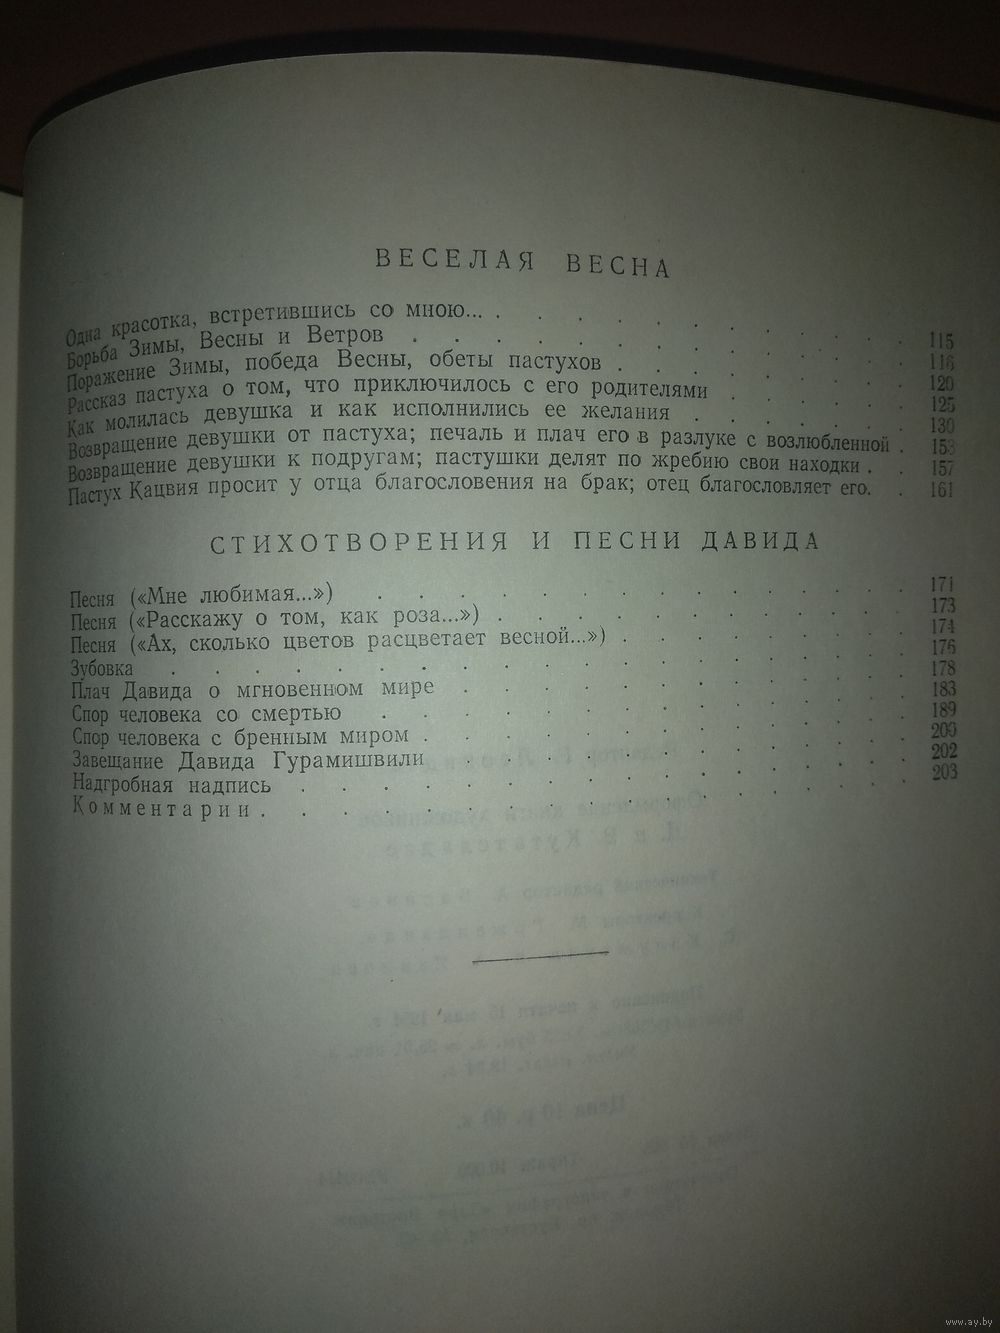 ВЕСЕЛАЯ ВЕСНА
Одна красотка, встретившись со мною... . . . . . . . . . . . 115
Борьба Зимы, Весны и Ветров . . . . . . . . . . . . 116
Поражение Зимы, победа Весны, обеты пастухов . . . . . . . 120
Рассказ пастуха о том, что приключилось с его родителями . . . . 125
Как молилась девушка и как исполнились ее желания . . . . . 130
Возвращение девушки от пастуха; печаль и плач его в разлуке с возлюбленной . 153
Возвращение девушки к подругам; пастушки делят по жребию свои находки . . 157
Пастух Кацвия просит у отца благословения на брак; отец благословляет его. . 161
СТИХОТВОРЕНИЯ И ПЕСНИ ДАВИДА
Песня («Мне любимая...») . . . . . . . . . . . . . 171
Песня («Расскажу о том, как роза...») . . . . . . . . . . 173
Песня («Ах, сколько цветов расцветает весной...») . . . . . . . 174
Зубовка . . . . . . . . . . . . . . . . . . 176
Плач Давида о мгновенном мире . . . . . . . . . . . 178
Спор человека со смертью . . . . . . . . . . . . . 183
Спор человека с бренным миром . . . . . . . . . . . . 189
Завещание Давида Гурамишвили . . . . . . . . . . . 200
Надгробная надпись . . . . . . . . . . . . . . . 202
Комментарии . . . . . . . . . . . . . . . . 203
www.ay.by